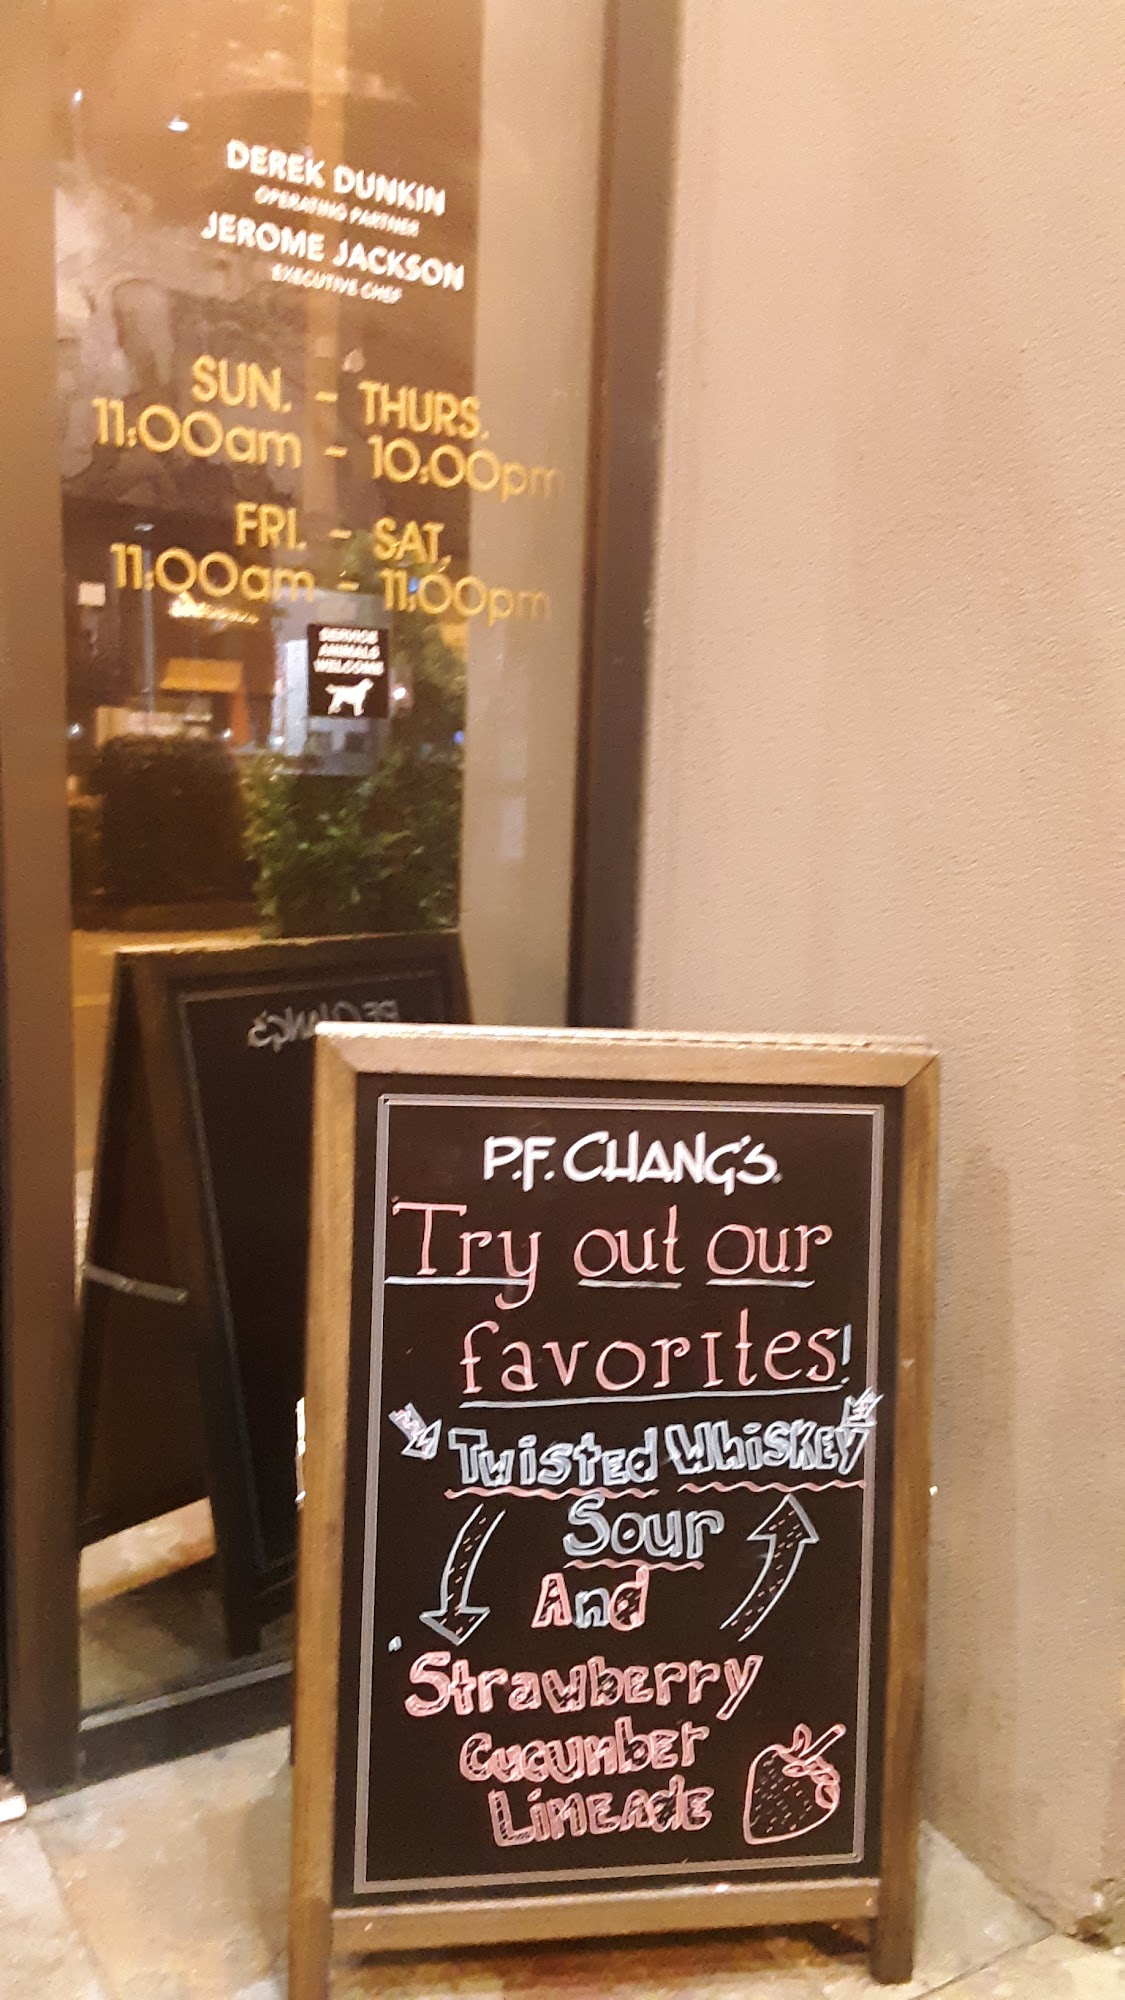 DEREK DUNKIN
OPERATING PARTNER
JEROME JACKSON
EXECUTIVE CHEF
SUN. - THURS.
11:00am - 10:00pm
FRI. - SAT.
11:00am - 11:00pm
SERVICE
ANIMALS
WELCOME
P.F. CHANG'S
P.F. CHANG'S
Try out our
favorites!
Twisted Whiskey
Sour
And
Strawberry
Cucumber
Limeade